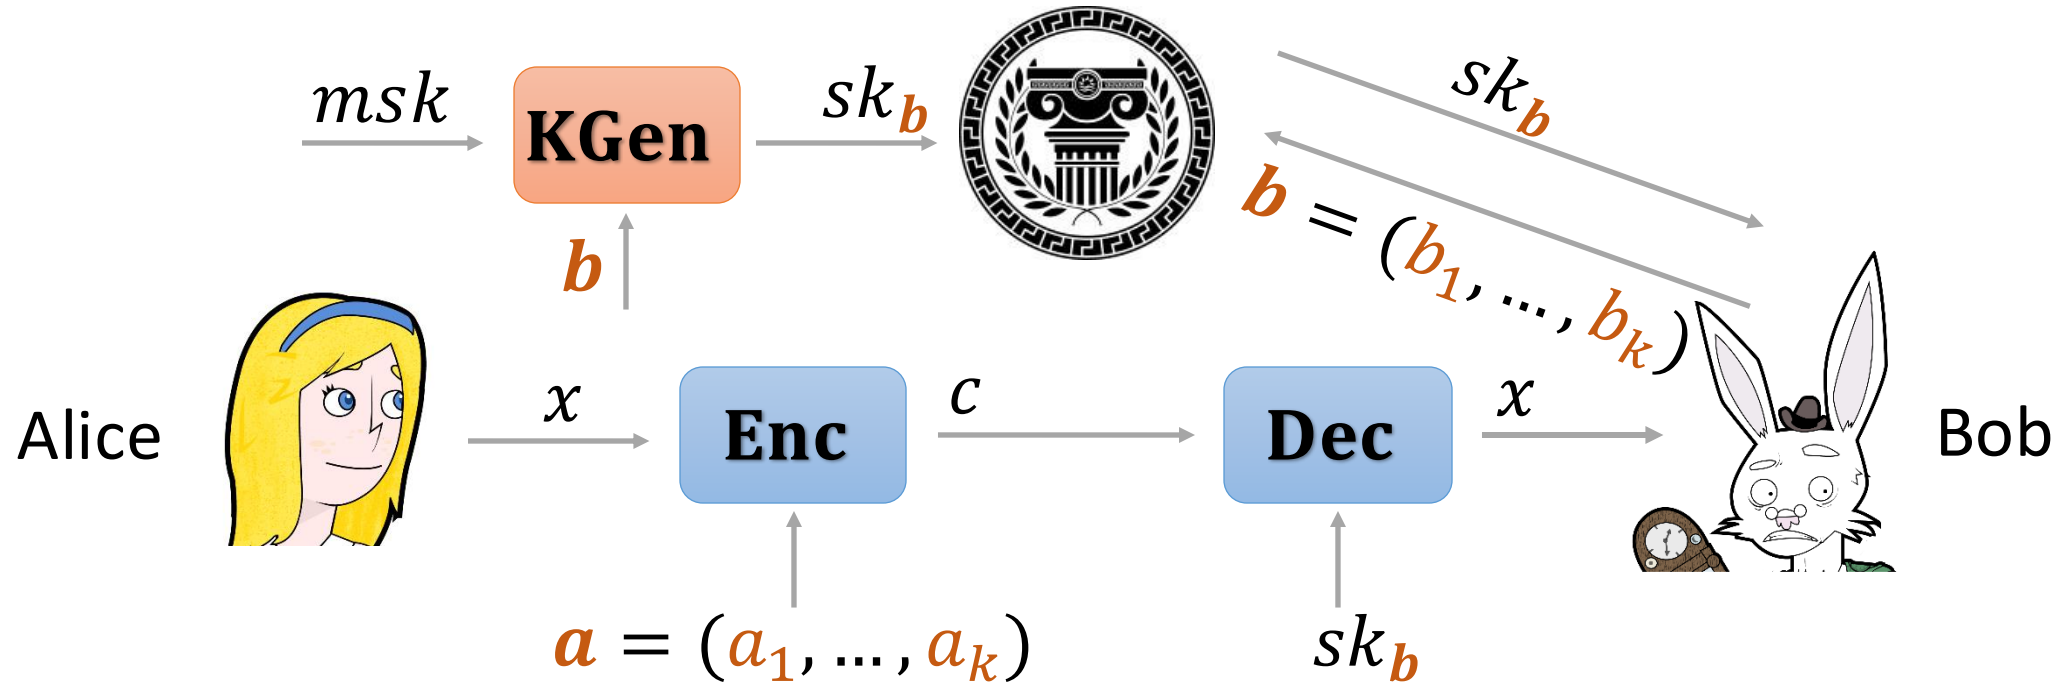 msk
KGen
sk_b
sk_b
b
b = (b_1, ..., b_k)
Alice
x
Enc
c
Dec
x
Bob
a = (a_1, ..., a_k)
sk_b